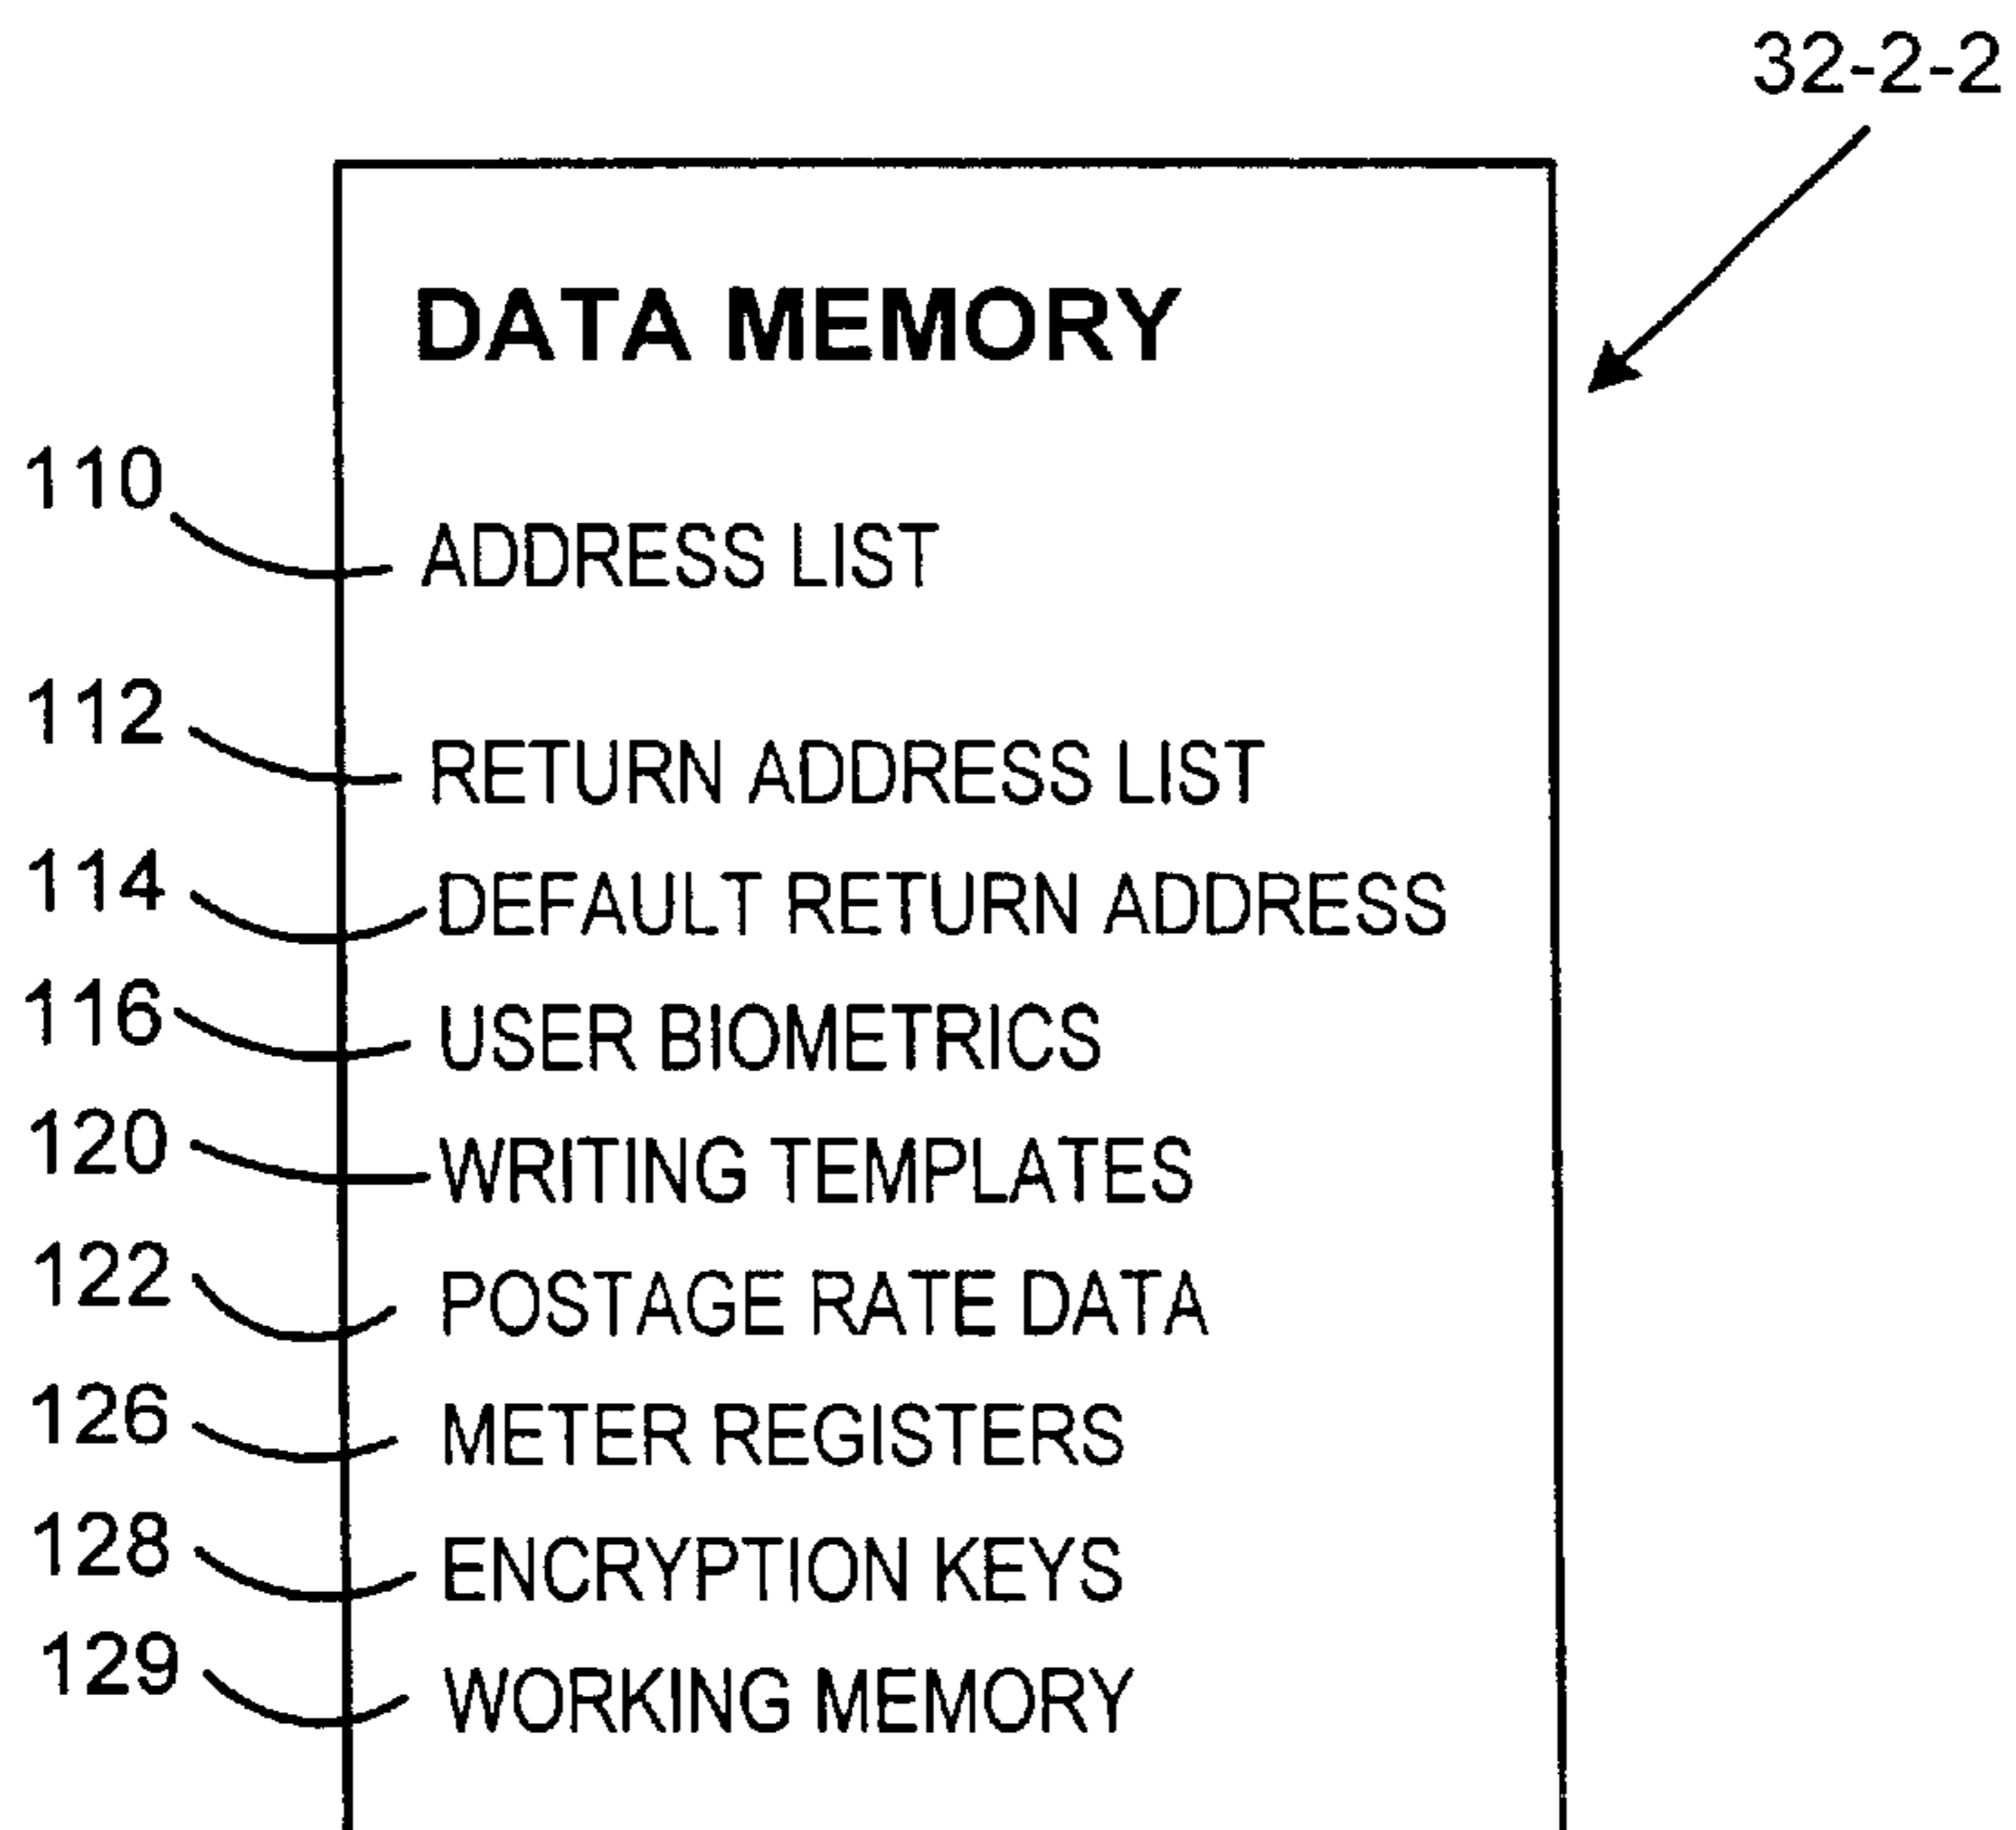 32-2-2
DATA MEMORY
110 ADDRESS LIST
112 RETURN ADDRESS LIST
114 DEFAULT RETURN ADDRESS
116 USER BIOMETRICS
120 WRITING TEMPLATES
122 POSTAGE RATE DATA
126 METER REGISTERS
128 ENCRYPTION KEYS
129 WORKING MEMORY